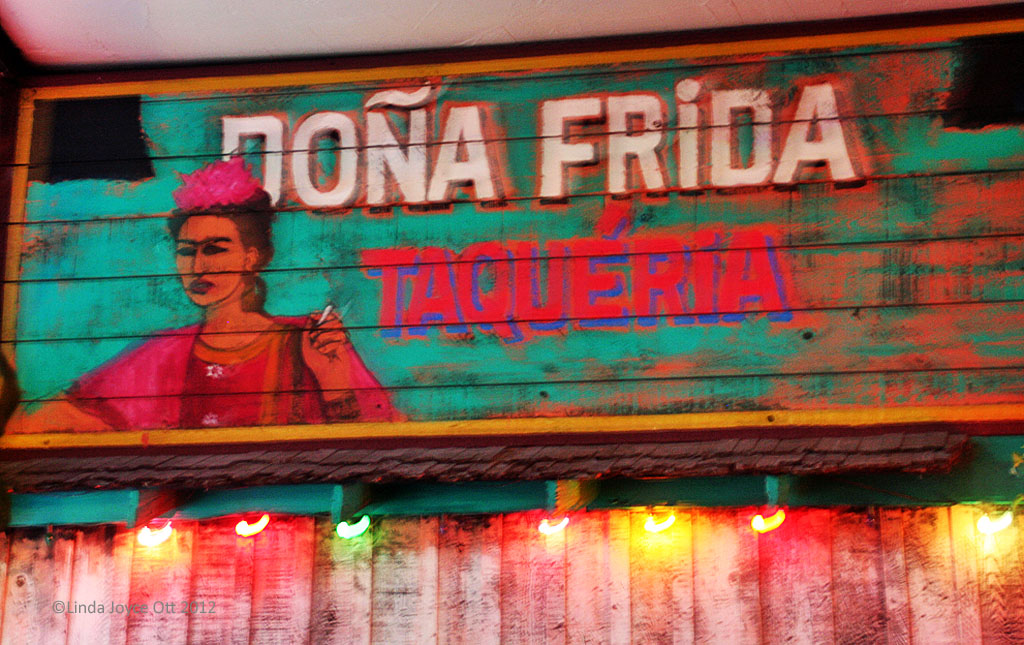 DOÑA FRiDA
TAQUÉRiA
©Linda Joyce Ott 2012